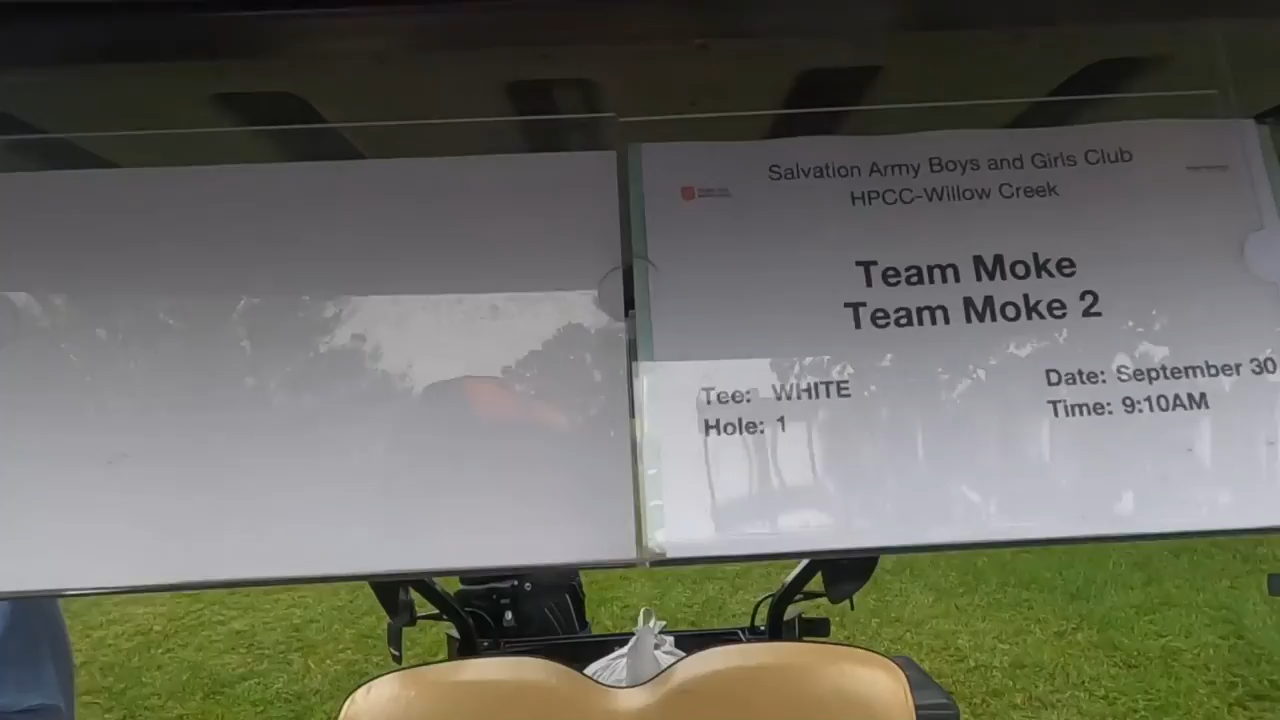 Salvation Army Boys and Girls Club
HPCC-Willow Creek
Team Moke
Team Moke 2
Tee: WHITE
Hole: 1
Date: September 30
Time: 9:10AM